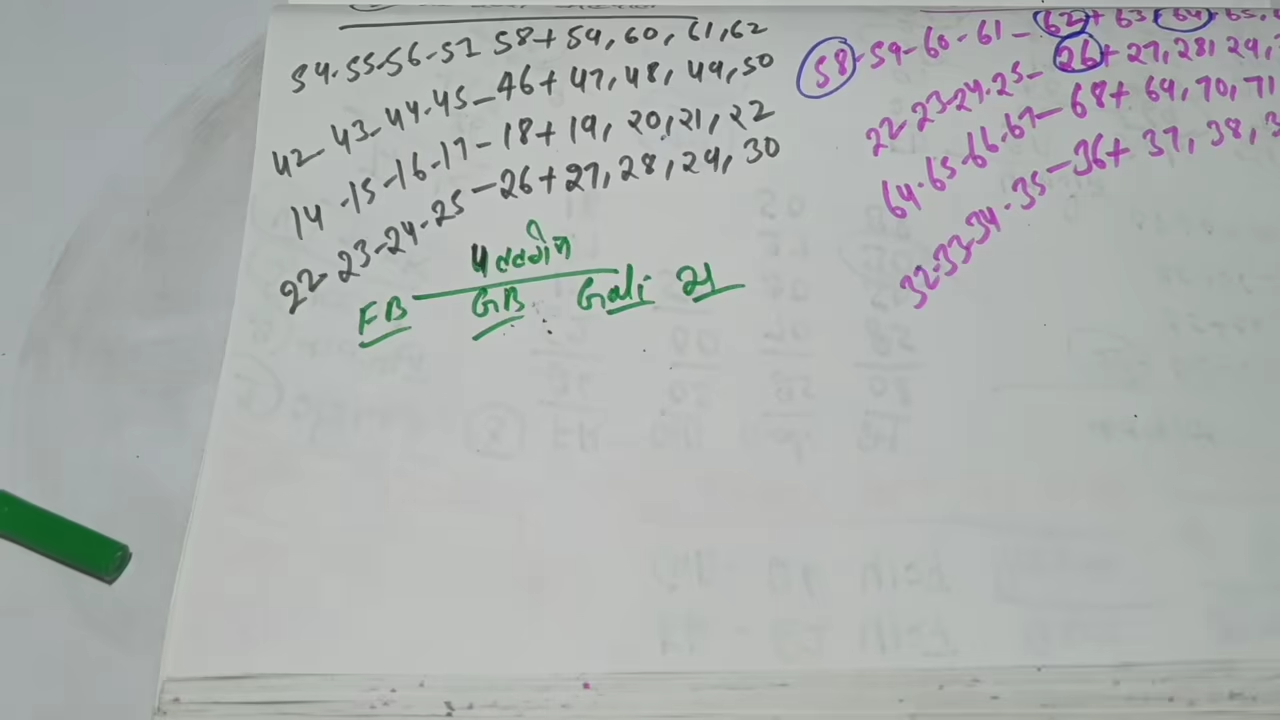 54-55-56-57 58+59, 60, 61, 62
42-43-44-45-46+47, 48, 49, 50
14-15-16-17-18+19, 20, 21, 22
22-23-24-25-26+27, 28, 29, 30
FB GB Gali
58-59-60-61-62+63 64, 65,
22-23-24-25-26+27, 28, 29,
64-65-66-67-68+69, 70, 71
32-33-34-35-36+37, 38,